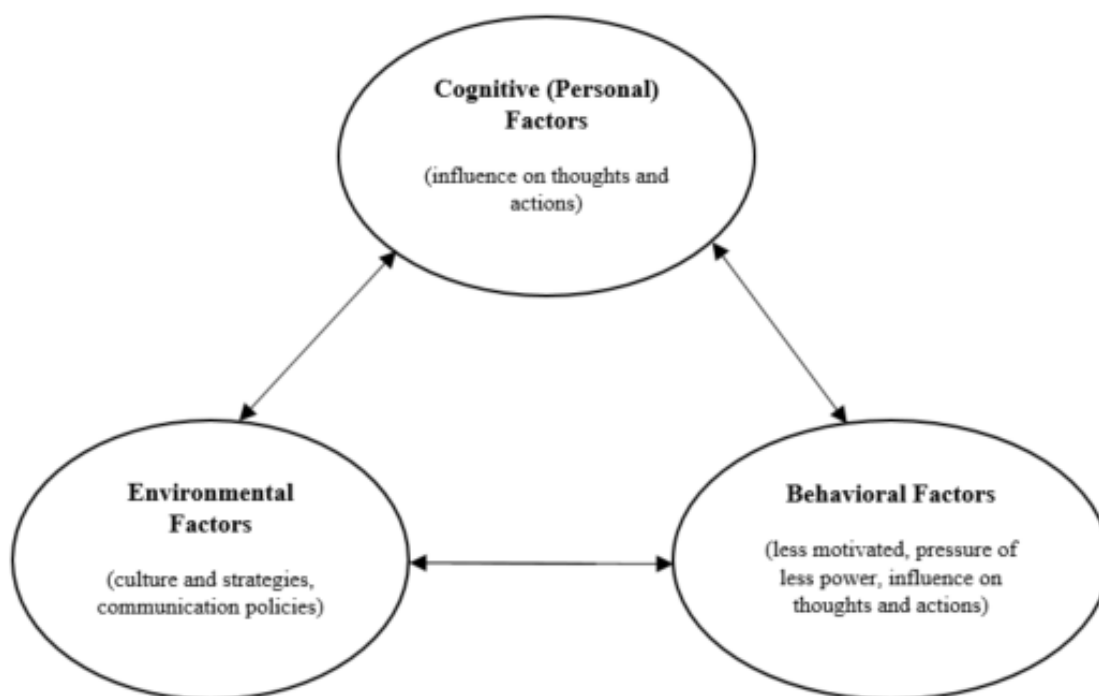 Cognitive (Personal)
Factors
(influence on thoughts and
actions)
Environmental
Factors
(culture and strategies,
communication policies)
Behavioral Factors
(less motivated, pressure of
less power, influence on
thoughts and actions)